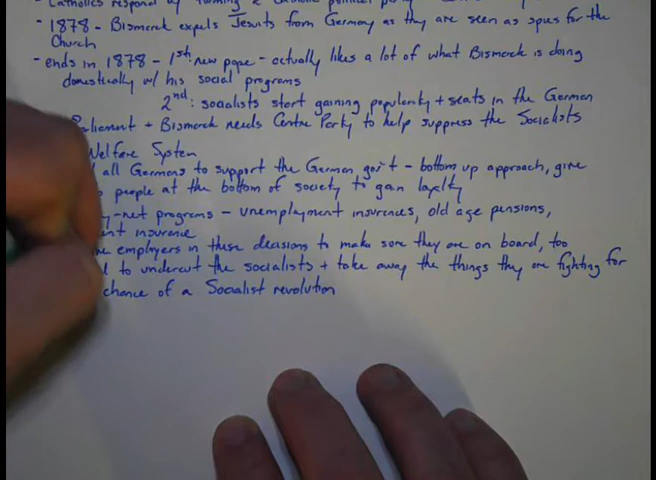 - Catholics respond by forming a Catholic political party
- 1878 - Bismarck expels Jesuits from Germany as they are seen as spies for the
Church
- ends in 1878 - 1st: new pope - actually likes a lot of what Bismarck is doing
domestically w/ his social programs
2nd: socialists start gaining popularity + seats in the German
Parliament + Bismarck needs Centre Party to help suppress the Socialists
Welfare System
all Germans to support the German gov't - bottom up approach, give
people at the bottom of society to gain loyalty
-net programs - unemployment insurances, old age pensions,
insurance
employers in these decisions to make sure they are on board, too
to undercut the socialists + take away the things they are fighting for
chance of a Socialist revolution